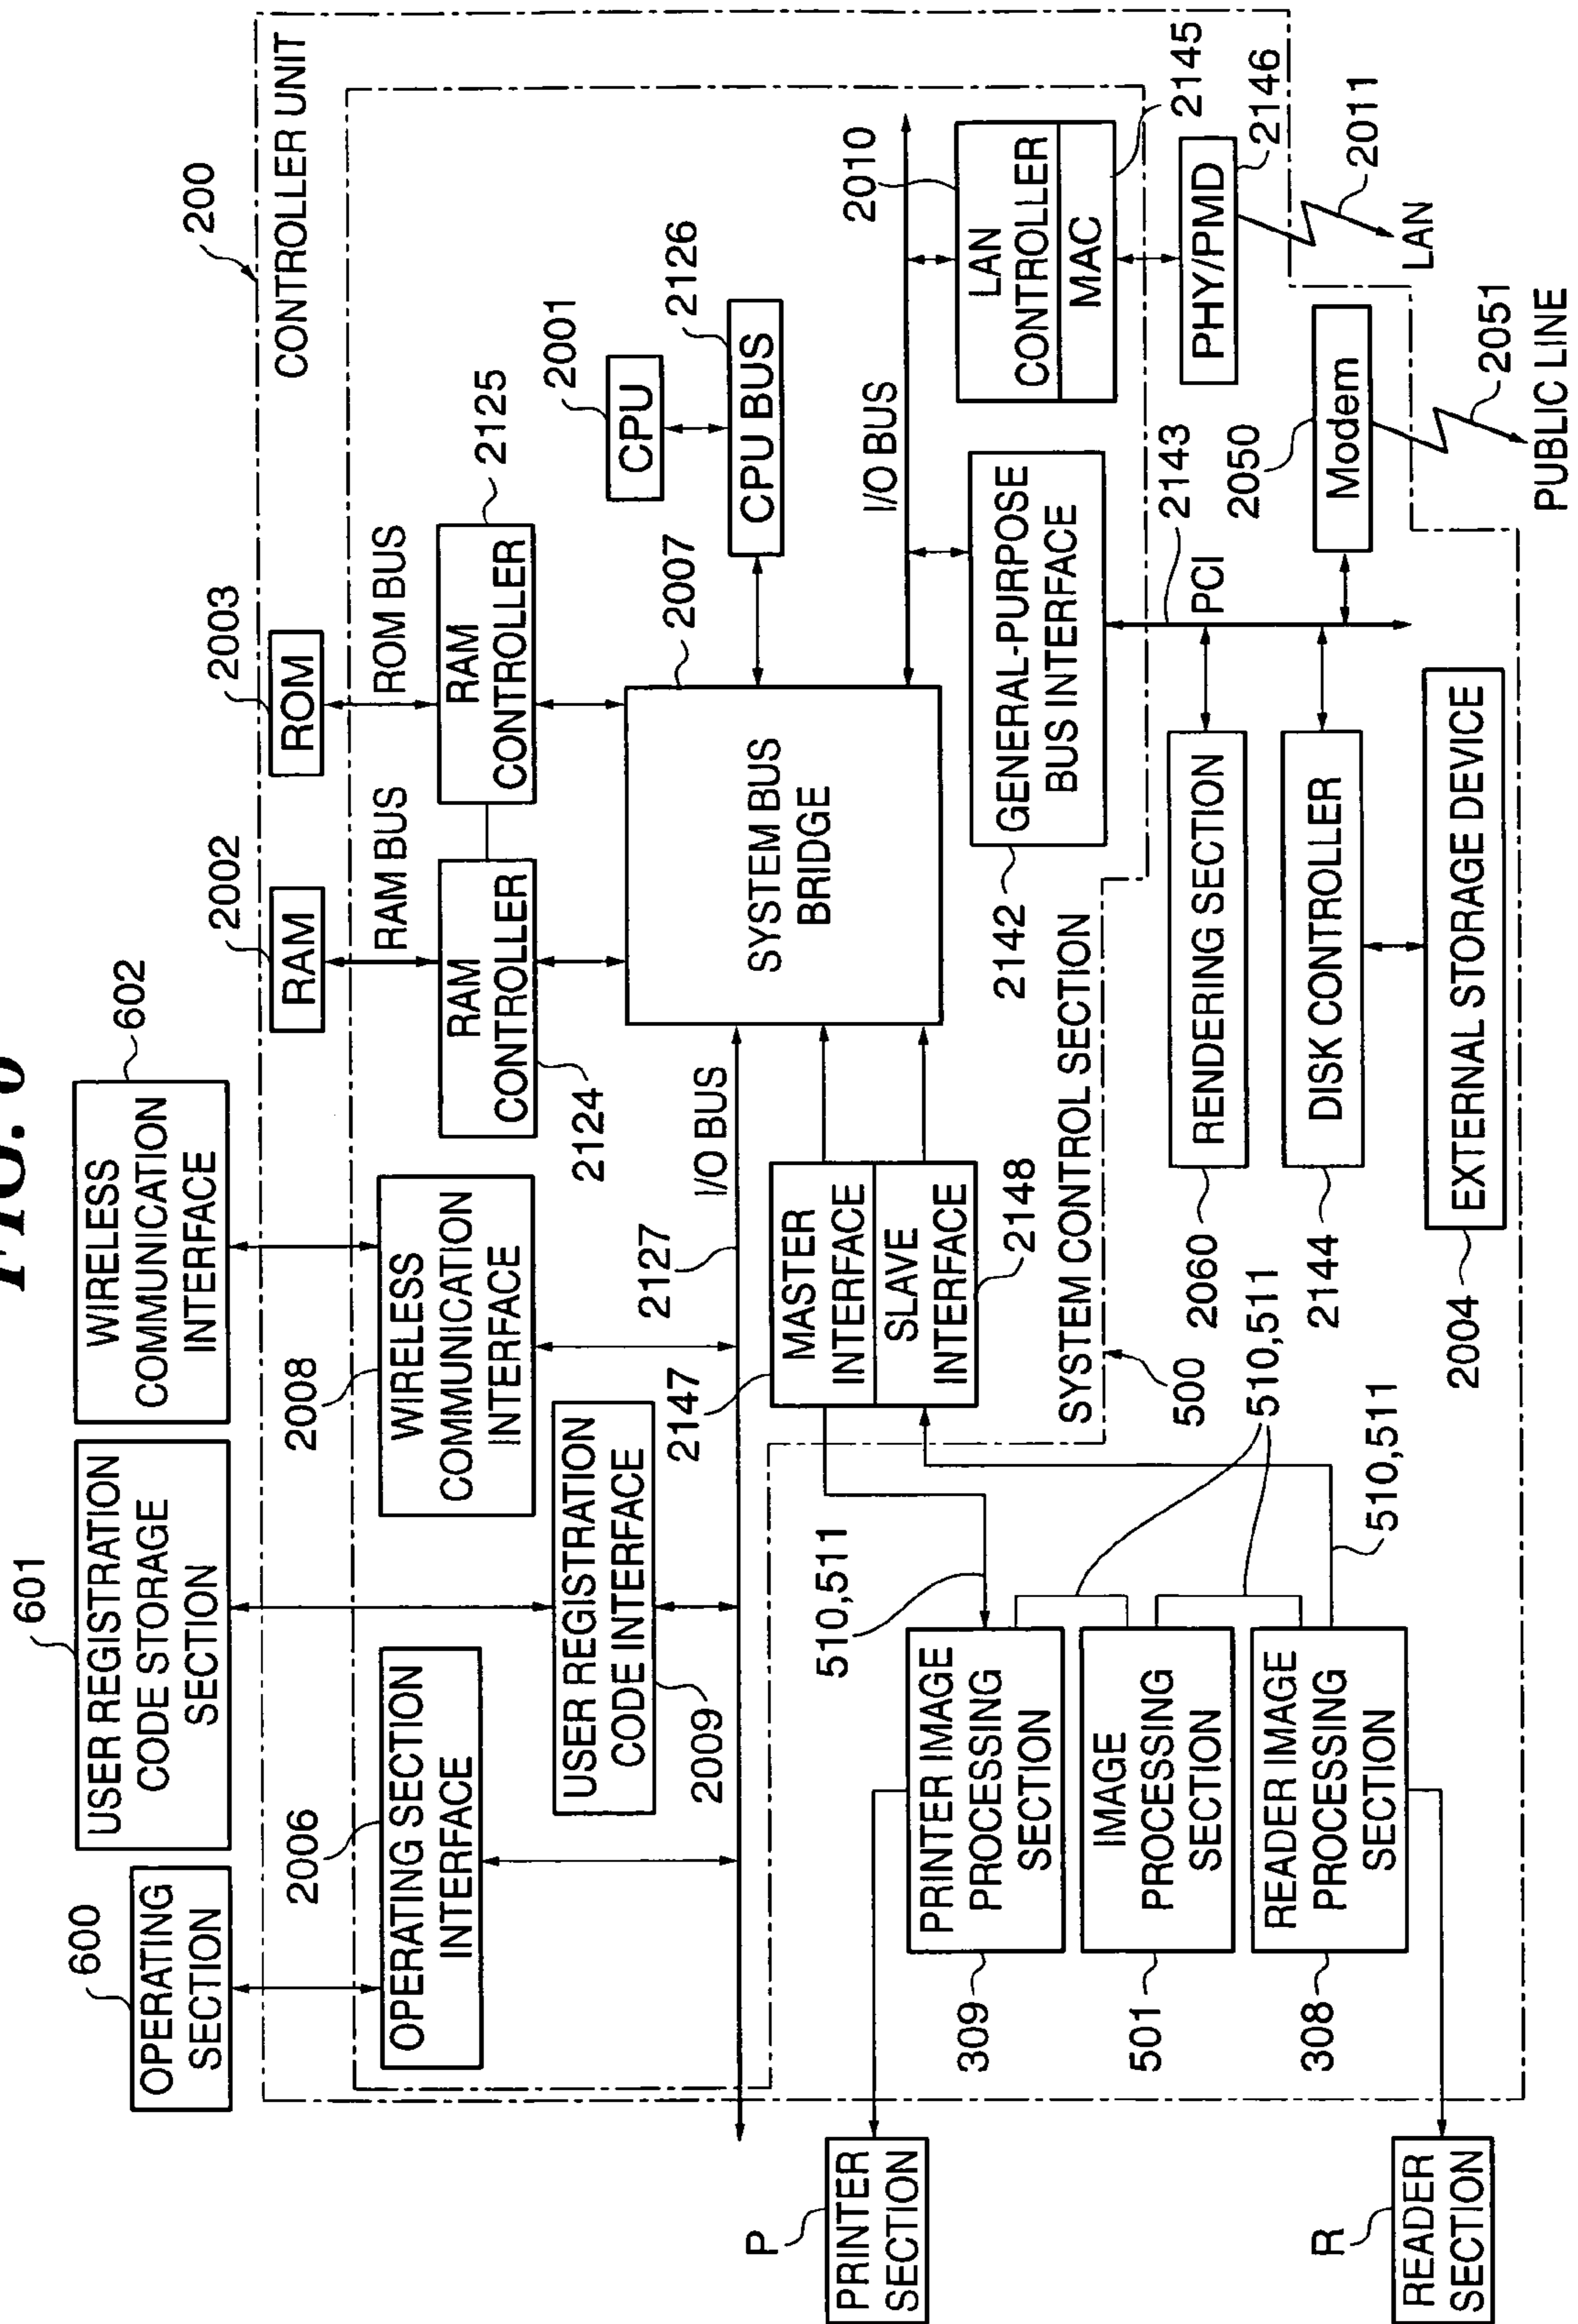 FIG.
600
OPERATING
SECTION
601
USER REGISTRATION
CODE STORAGE
SECTION
WIRELESS
COMMUNICATION
INTERFACE
602
2002
RAM
2003
ROM
200
CONTROLLER UNIT
2006
OPERATING SECTION
INTERFACE
2008
WIRELESS
COMMUNICATION
INTERFACE
RAM BUS
ROM BUS
RAM
CONTROLLER
2124
RAM
CONTROLLER
2125
2001
CPU
2126
CPU BUS
USER REGISTRATION
CODE INTERFACE
2009
2127
I/O BUS
2007
SYSTEM BUS
BRIDGE
2147
MASTER
INTERFACE
SLAVE
INTERFACE
2148
I/O BUS
2010
LAN
CONTROLLER
MAC
2145
GENERAL-PURPOSE
BUS INTERFACE
2142
SYSTEM CONTROL SECTION
500
2143
PCI
PHY/PMD
2146
2011
LAN
2050
Modem
2051
PUBLIC LINE
RENDERING SECTION
2060
DISK CONTROLLER
2144
EXTERNAL STORAGE DEVICE
2004
510,511
510,511
510,511
PRINTER IMAGE
PROCESSING
SECTION
309
IMAGE
PROCESSING
SECTION
501
READER IMAGE
PROCESSING
SECTION
308
P
PRINTER
SECTION
R
READER
SECTION